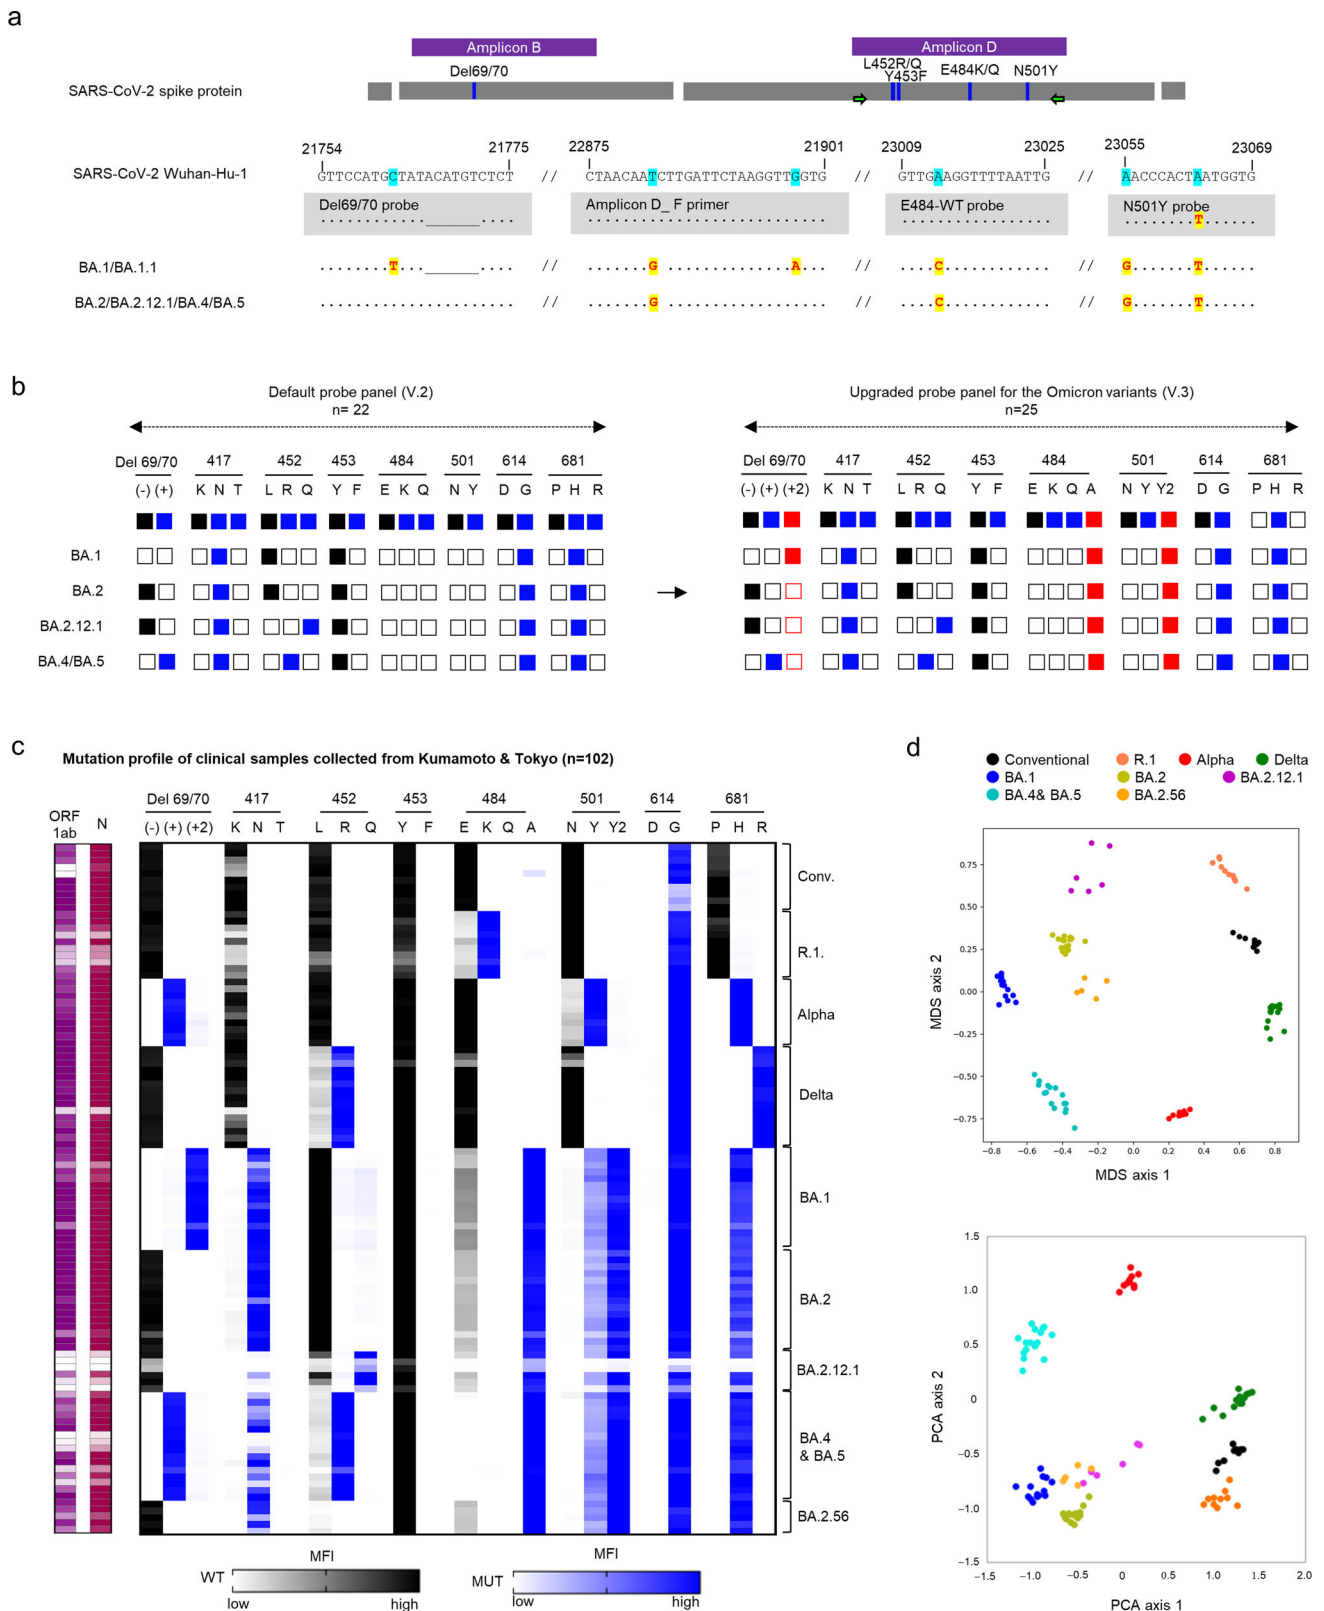 a
Amplicon B
Amplicon D
Del69/70
L452R/Q
Y453F
E484K/Q
N501Y
SARS-CoV-2 spike protein
21754 21775 22875 21901 23009 23025 23055 23069
SARS-CoV-2 Wuhan-Hu-1
GTTCCATGCTATACATGTCTCT // CTAACAATCTTGATTCTAAGGTTGGTG // GTTGAAGGTTTTAATTG // AACCCACTAATGGTG
Del69/70 probe
Amplicon D_ F primer
E484-WT probe
N501Y probe
T
BA.1/BA.1.1 T // G A // C // G T
BA.2/BA.2.12.1/BA.4/BA.5 // G // C // G T
b
Default probe panel (V.2)
n= 22
Upgraded probe panel for the Omicron variants (V.3)
n=25
Del 69/70 417 452 453 484 501 614 681
(-) (+) K N T L R Q Y F E K Q N Y D G P H R
Del 69/70 417 452 453 484 501 614 681
(-) (+) (+2) K N T L R Q Y F E K Q A N Y Y2 D G P H R
BA.1
BA.2
BA.2.12.1
BA.4/BA.5
c
Mutation profile of clinical samples collected from Kumamoto & Tokyo (n=102)
Del 69/70 417 452 453 484 501 614 681
ORF
1ab
N
(-) (+) (+2) K N T L R Q Y F E K Q A N Y Y2 D G P H R
Conv.
R.1.
Alpha
Delta
BA.1
BA.2
BA.2.12.1
BA.4
& BA.5
BA.2.56
MFI
WT
low high
MFI
MUT
low high
d
Conventional R.1 Alpha Delta
BA.1 BA.2 BA.2.12.1
BA.4& BA.5 BA.2.56
MDS axis 2
0.75
0.50
0.25
0.00
−0.25
−0.50
−0.75
−0.8 −0.6 −0.4 −0.2 0.0 0.2 0.4 0.6 0.8
MDS axis 1
PCA axis 2
1.5
1.0
0.5
0
−0.5
−1.0
−1.5
−1.5 −1.0 −0.5 0 0.5 1.0 1.5 2.0
PCA axis 1